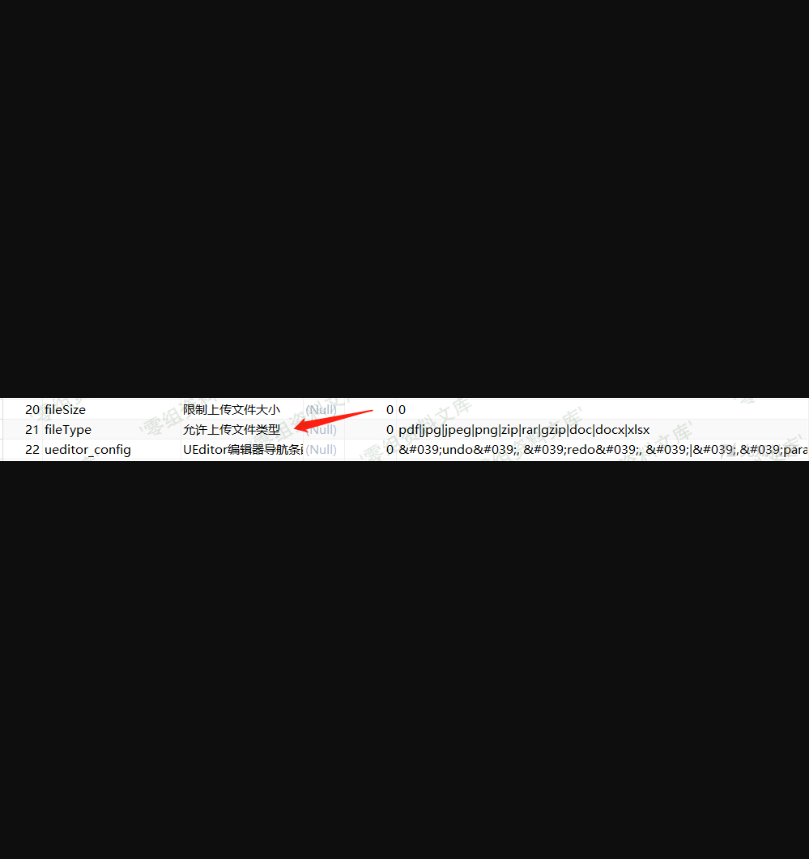 20 fileSize 限制上传文件大小 (Null) 0 0
21 fileType 允许上传文件类型 (Null) 0 pdf|jpg|jpeg|png|zip|rar|gzip|doc|docx|xlsx
22 ueditor_config UEditor编辑器导航条i (Null) 0 &#039;undo&#039;, &#039;redo&#039;, &#039;|&#039;,&#039;para
'零组资料文库'